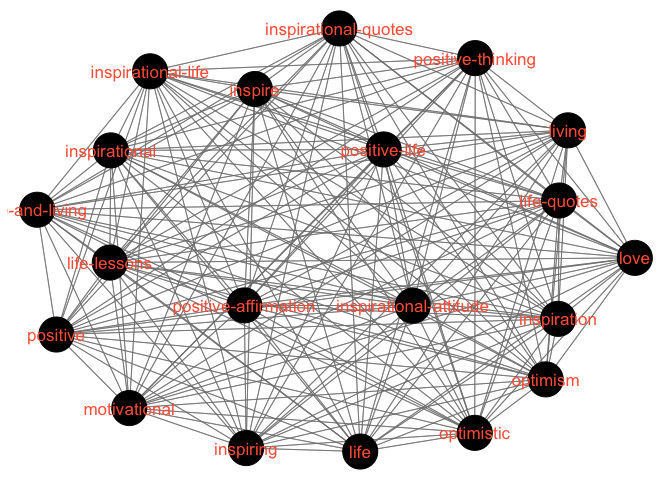 inspirational-quotes
positive-thinking
inspirational-life
inspire
living
inspirational
positive-life
life-quotes
-and-living
love
life-lessons
positive-affirmation
inspirational-attitude
inspiration
positive
optimism
motivational
optimistic
inspiring
life